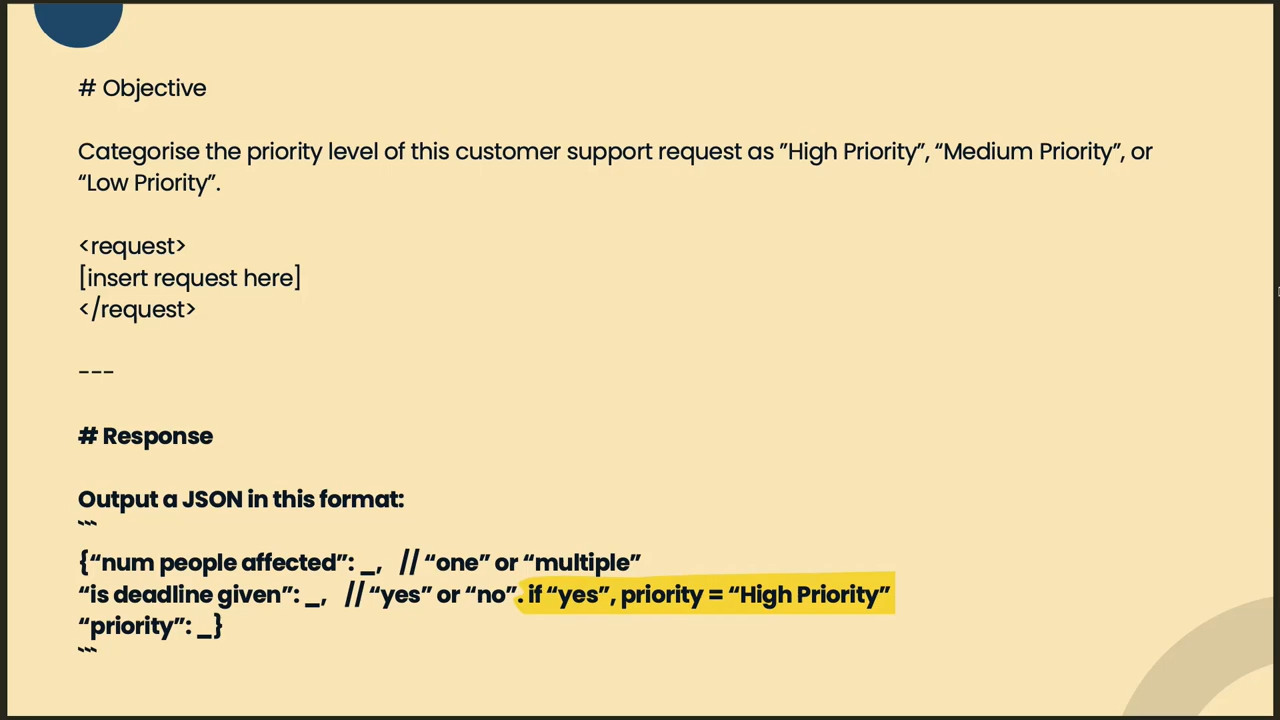 # Objective
Categorise the priority level of this customer support request as ”High Priority”, “Medium Priority”, or
“Low Priority”.
<request>
[insert request here]
</request>
---
# Response
Output a JSON in this format:
```
{“num people affected”: _,   // “one” or “multiple”
“is deadline given”: _,   // “yes” or “no”. if “yes”, priority = “High Priority”
“priority”: _}
```